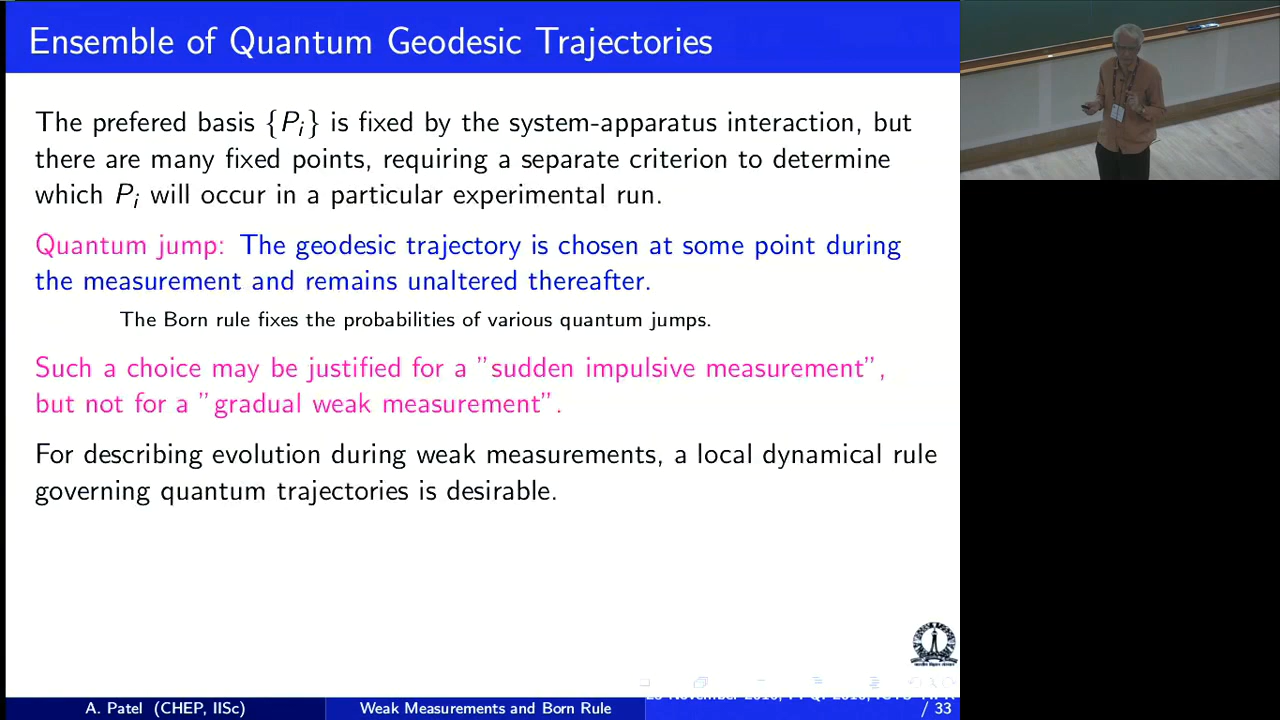 Ensemble of Quantum Geodesic Trajectories
The prefered basis {Pi} is fixed by the system-apparatus interaction, but
there are many fixed points, requiring a separate criterion to determine
which Pi will occur in a particular experimental run.
Quantum jump: The geodesic trajectory is chosen at some point during
the measurement and remains unaltered thereafter.
The Born rule fixes the probabilities of various quantum jumps.
Such a choice may be justified for a ”sudden impulsive measurement”,
but not for a ”gradual weak measurement”.
For describing evolution during weak measurements, a local dynamical rule
governing quantum trajectories is desirable.
A. Patel (CHEP, IISc)
Weak Measurements and Born Rule
/ 33